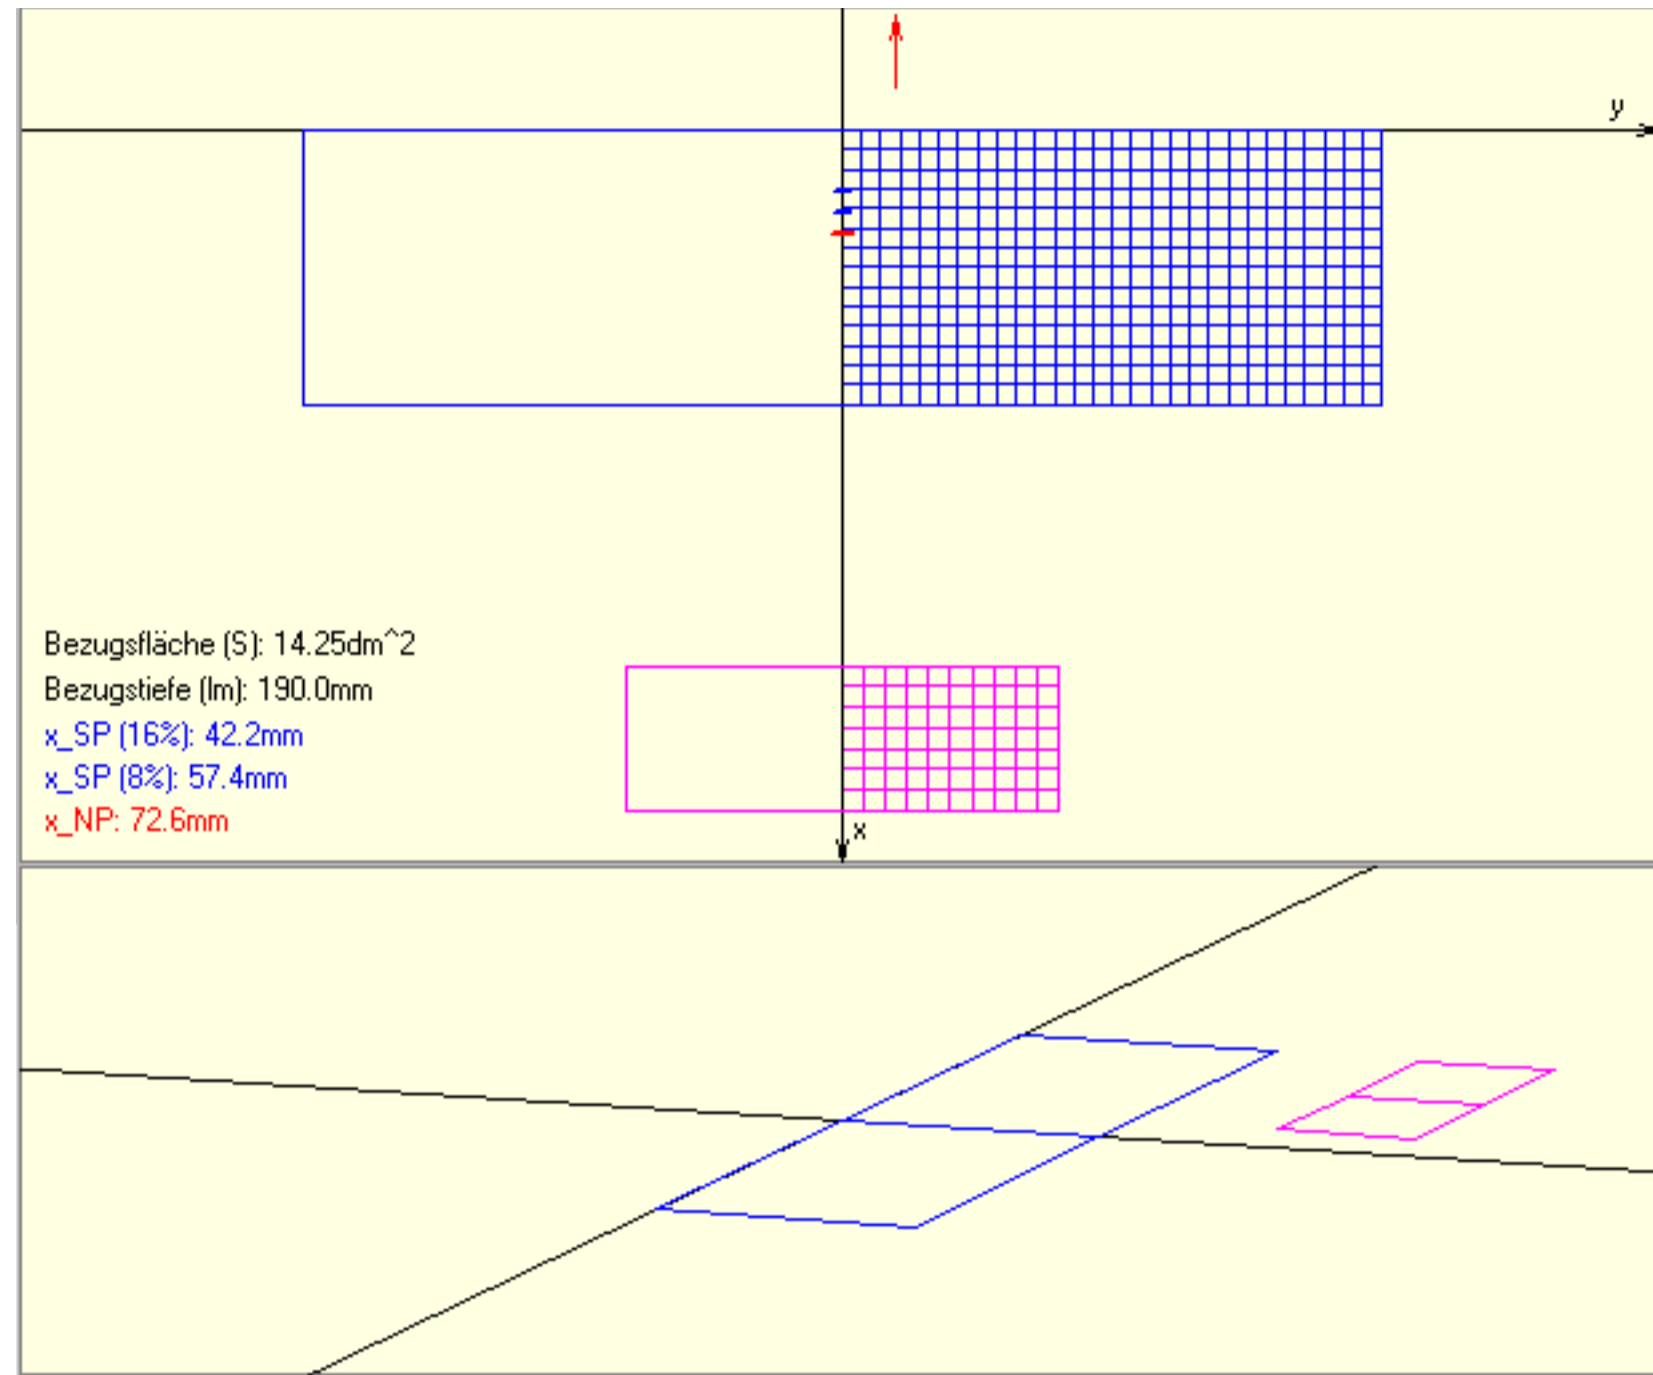 y
Bezugsfläche (S): 14.25dm^2
Bezugstiefe (lm): 190.0mm
x_SP (16%): 42.2mm
x_SP (8%): 57.4mm
x_NP: 72.6mm
x